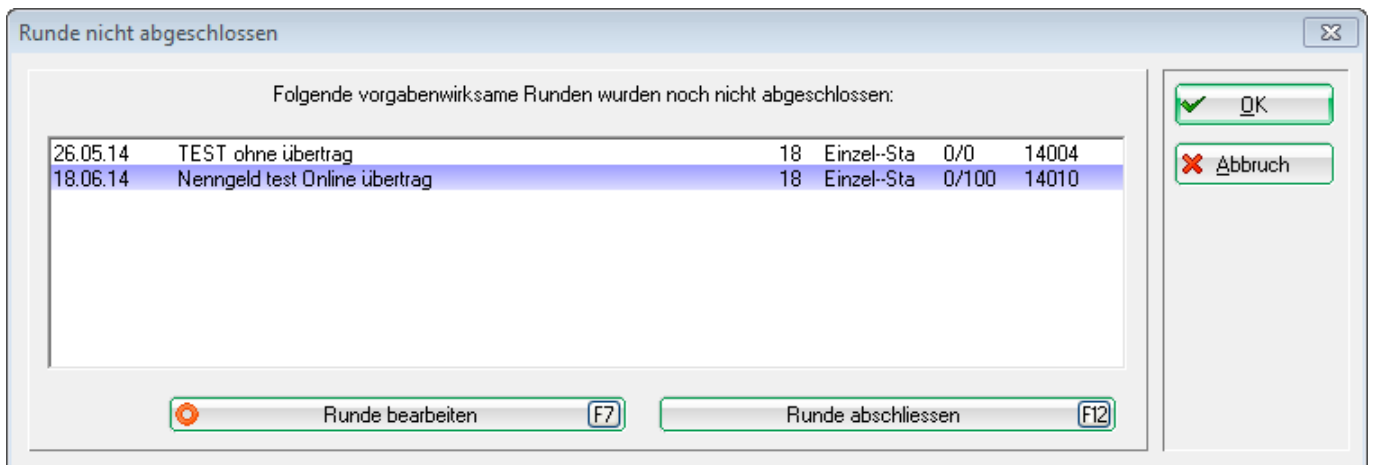 Runde nicht abgeschlossen
Folgende vorgabenwirksame Runden wurden noch nicht abgeschlossen:
26.05.14 TEST ohne übertrag 18 Einzel--Sta 0/0 14004
18.06.14 Nenngeld test Online übertrag 18 Einzel--Sta 0/100 14010
OK
Abbruch
Runde bearbeiten F7 Runde abschliessen F12